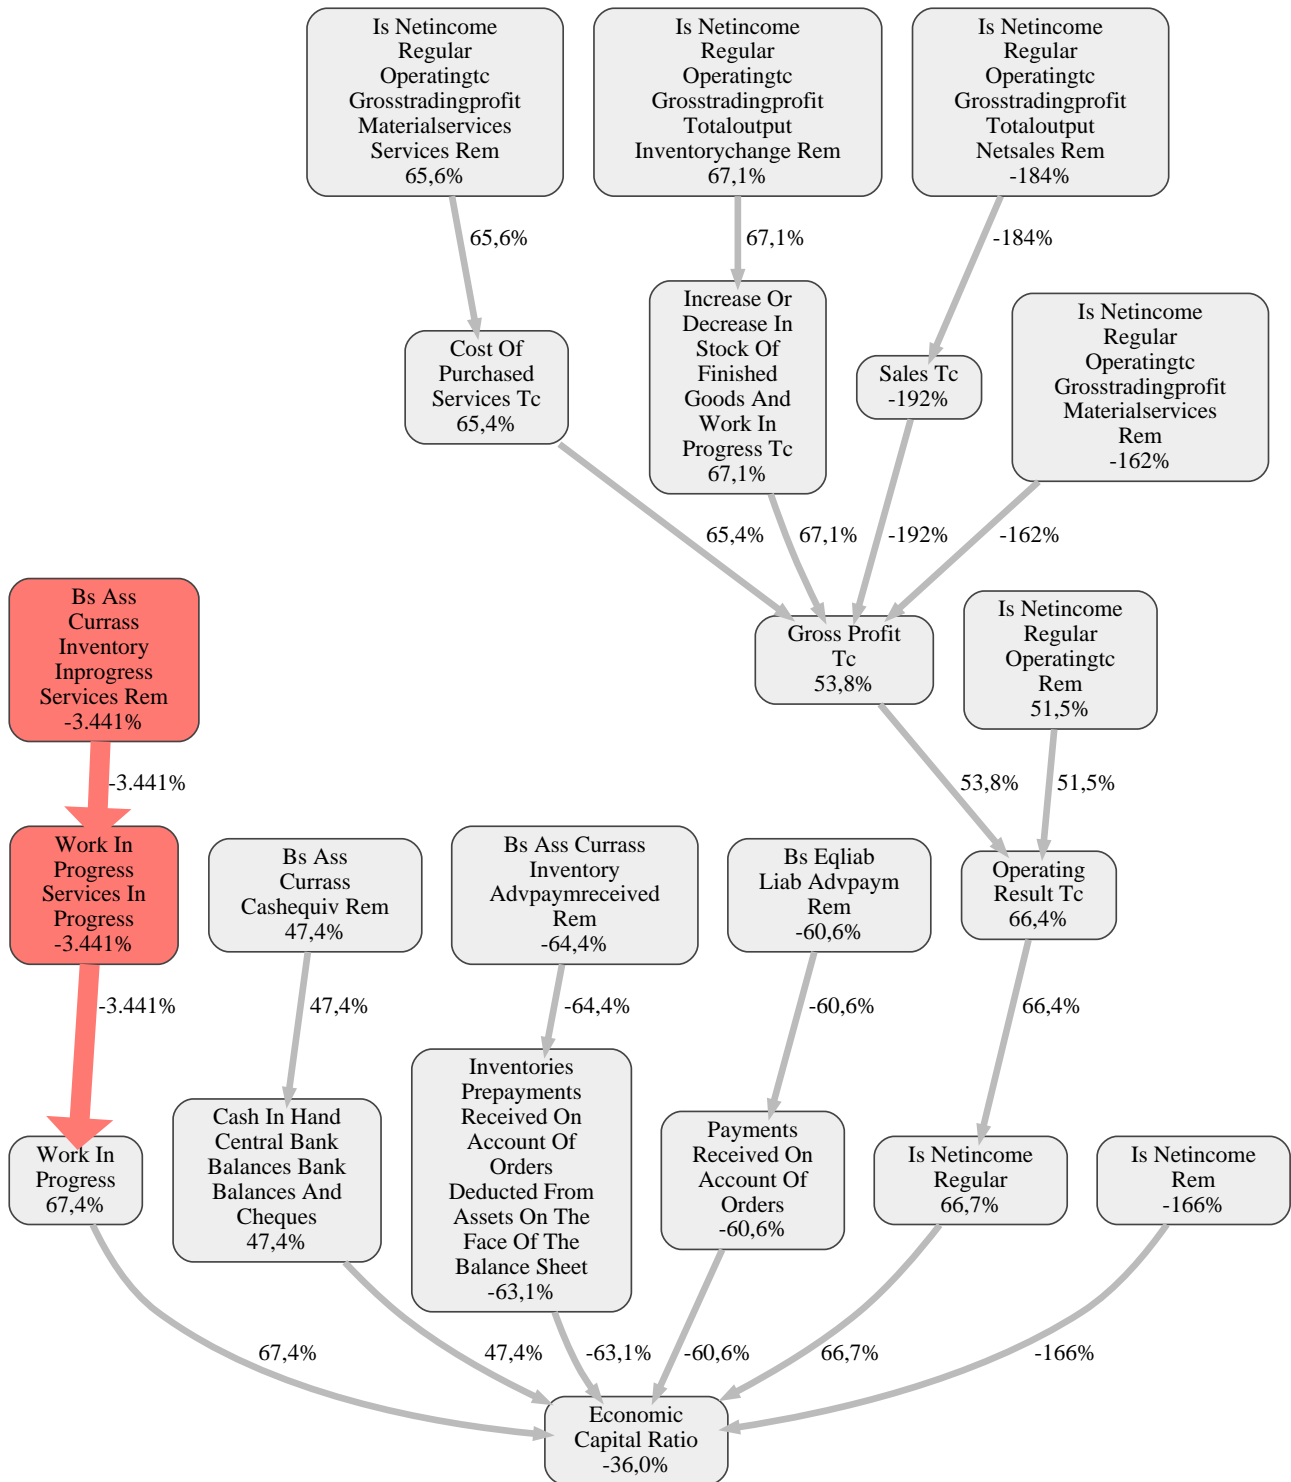 Is Netincome
Regular
Operatingtc
Grosstradingprofit
Materialservices
Services Rem
65,6%
Is Netincome
Regular
Operatingtc
Grosstradingprofit
Totaloutput
Inventorychange Rem
67,1%
Is Netincome
Regular
Operatingtc
Grosstradingprofit
Totaloutput
Netsales Rem
-184%
65,6%
67,1%
-184%
Cost Of
Purchased
Services Tc
65,4%
Increase Or
Decrease In
Stock Of
Finished
Goods And
Work In
Progress Tc
67,1%
Sales Tc
-192%
Is Netincome
Regular
Operatingtc
Grosstradingprofit
Materialservices
Rem
-162%
65,4%
67,1%
-192%
-162%
Bs Ass
Currass
Inventory
Inprogress
Services Rem
-3.441%
Gross Profit
Tc
53,8%
Is Netincome
Regular
Operatingtc
Rem
51,5%
-3.441%
53,8%
51,5%
Work In
Progress
Services In
Progress
-3.441%
Bs Ass
Currass
Cashequiv Rem
47,4%
Bs Ass Currass
Inventory
Advpaymreceived
Rem
-64,4%
Bs Eqliab
Liab Advpaym
Rem
-60,6%
Operating
Result Tc
66,4%
-3.441%
47,4%
-64,4%
-60,6%
66,4%
Work In
Progress
67,4%
Cash In Hand
Central Bank
Balances Bank
Balances And
Cheques
47,4%
Inventories
Prepayments
Received On
Account Of
Orders
Deducted From
Assets On The
Face Of The
Balance Sheet
-63,1%
Payments
Received On
Account Of
Orders
-60,6%
Is Netincome
Regular
66,7%
Is Netincome
Rem
-166%
67,4%
47,4%
-63,1%
-60,6%
66,7%
-166%
Economic
Capital Ratio
-36,0%